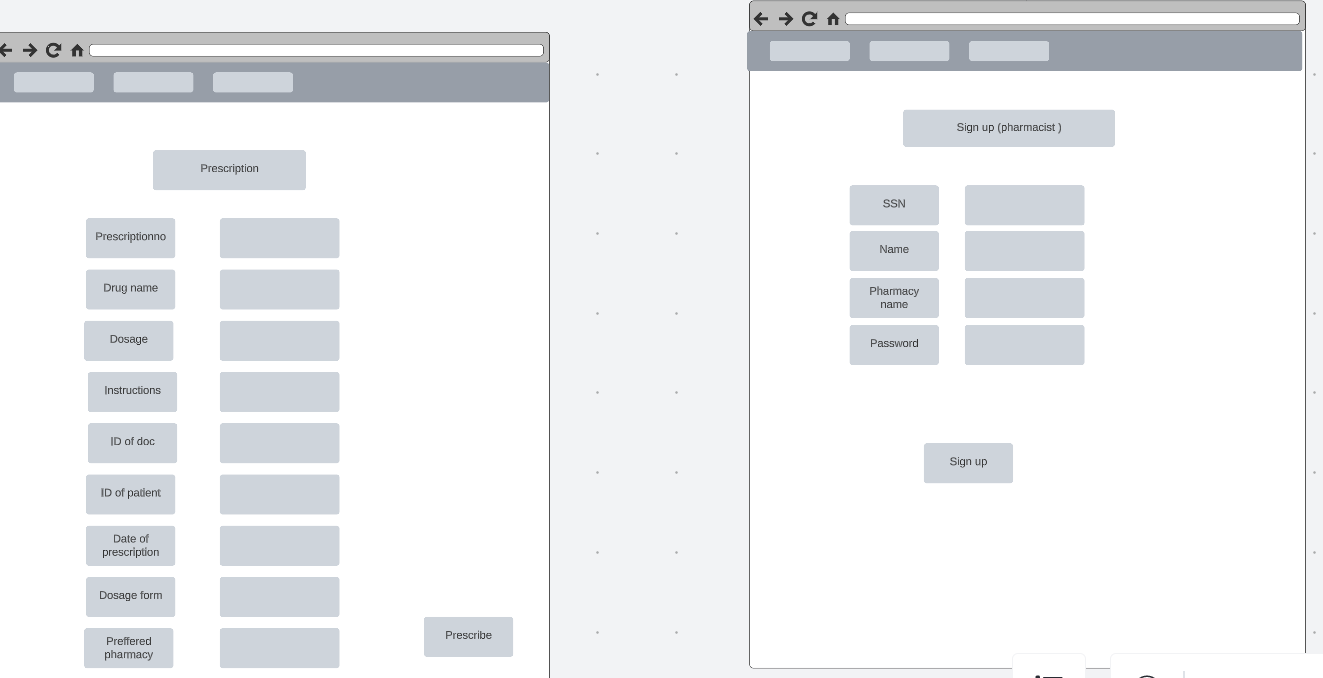 Prescription
Prescriptionno
Drug name
Dosage
Instructions
ID of doc
ID of patient
Date of
prescription
Dosage form
Preffered
pharmacy
Prescribe
Sign up (pharmacist )
SSN
Name
Pharmacy
name
Password
Sign up